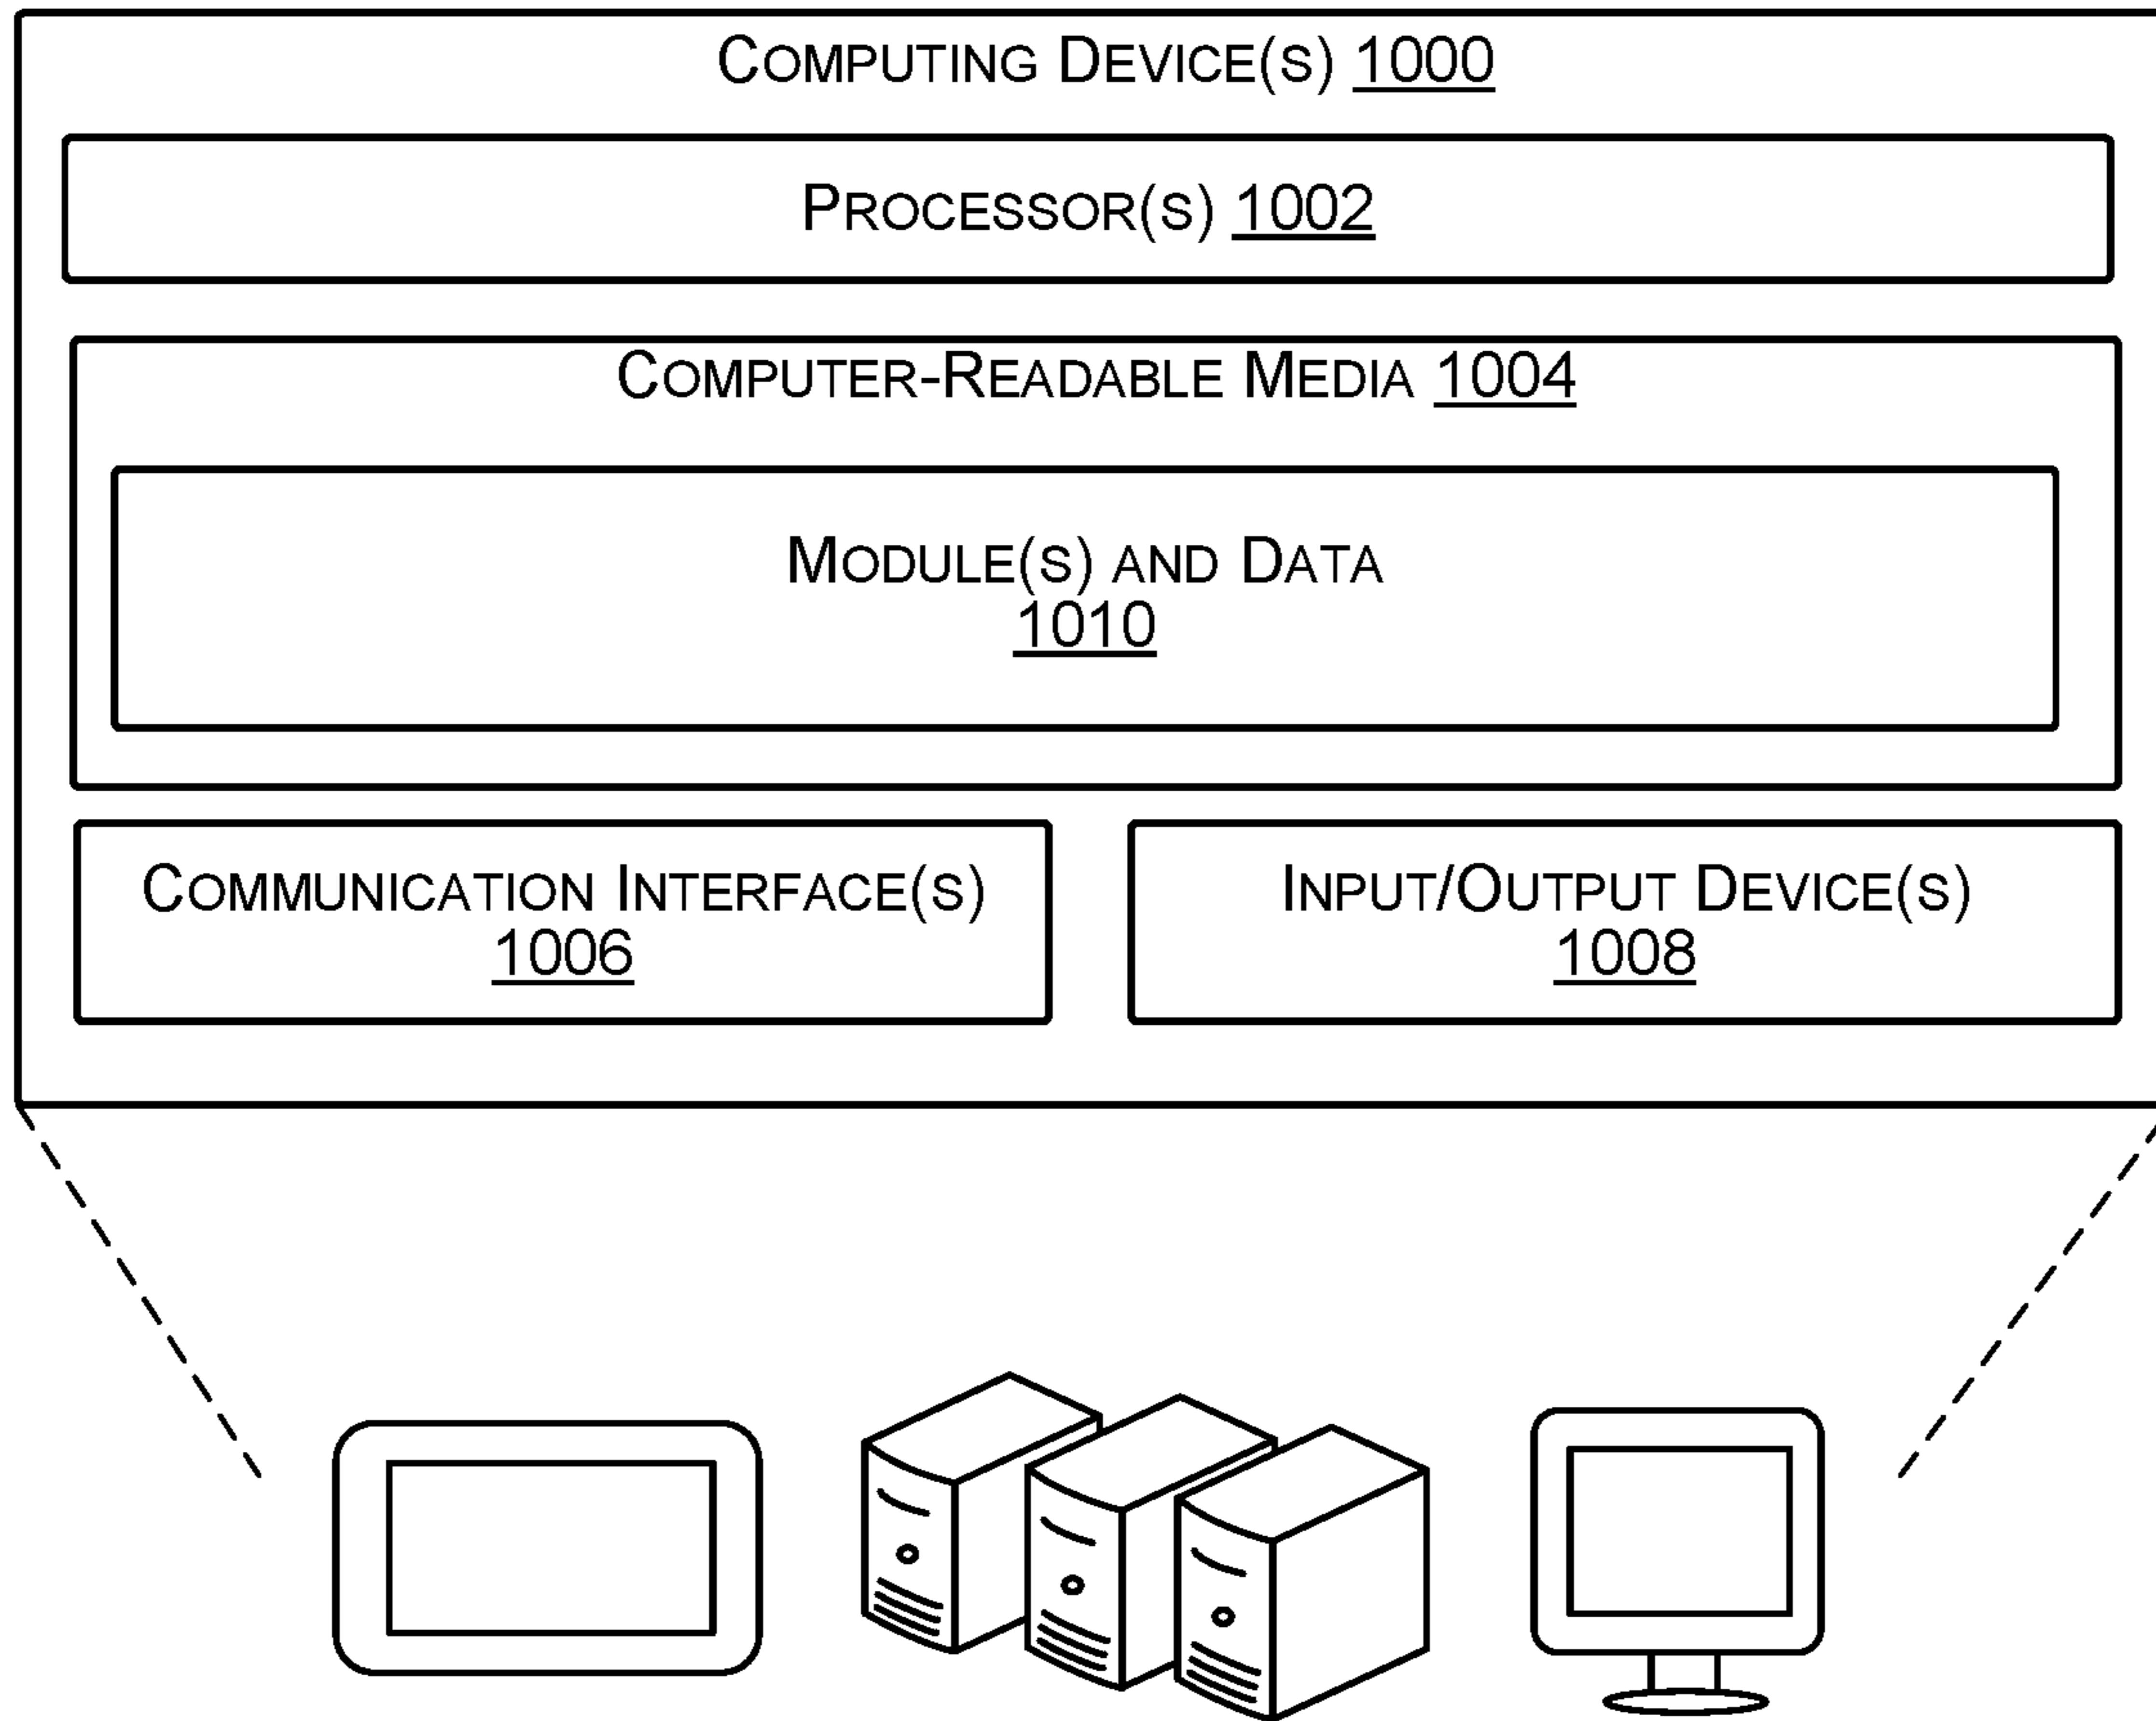 COMPUTING DEVICE(S) 1000
PROCESSOR(S) 1002
COMPUTER-READABLE MEDIA 1004
MODULE(S) AND DATA
1010
COMMUNICATION INTERFACE(S)
1006
INPUT/OUTPUT DEVICE(S)
1008